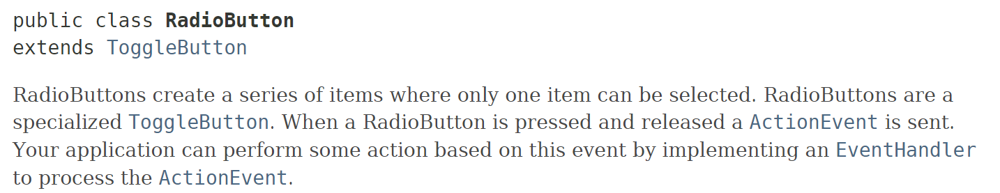 public class RadioButton
extends ToggleButton
RadioButtons create a series of items where only one item can be selected. RadioButtons are a
specialized ToggleButton. When a RadioButton is pressed and released a ActionEvent is sent.
Your application can perform some action based on this event by implementing an EventHandler
to process the ActionEvent.